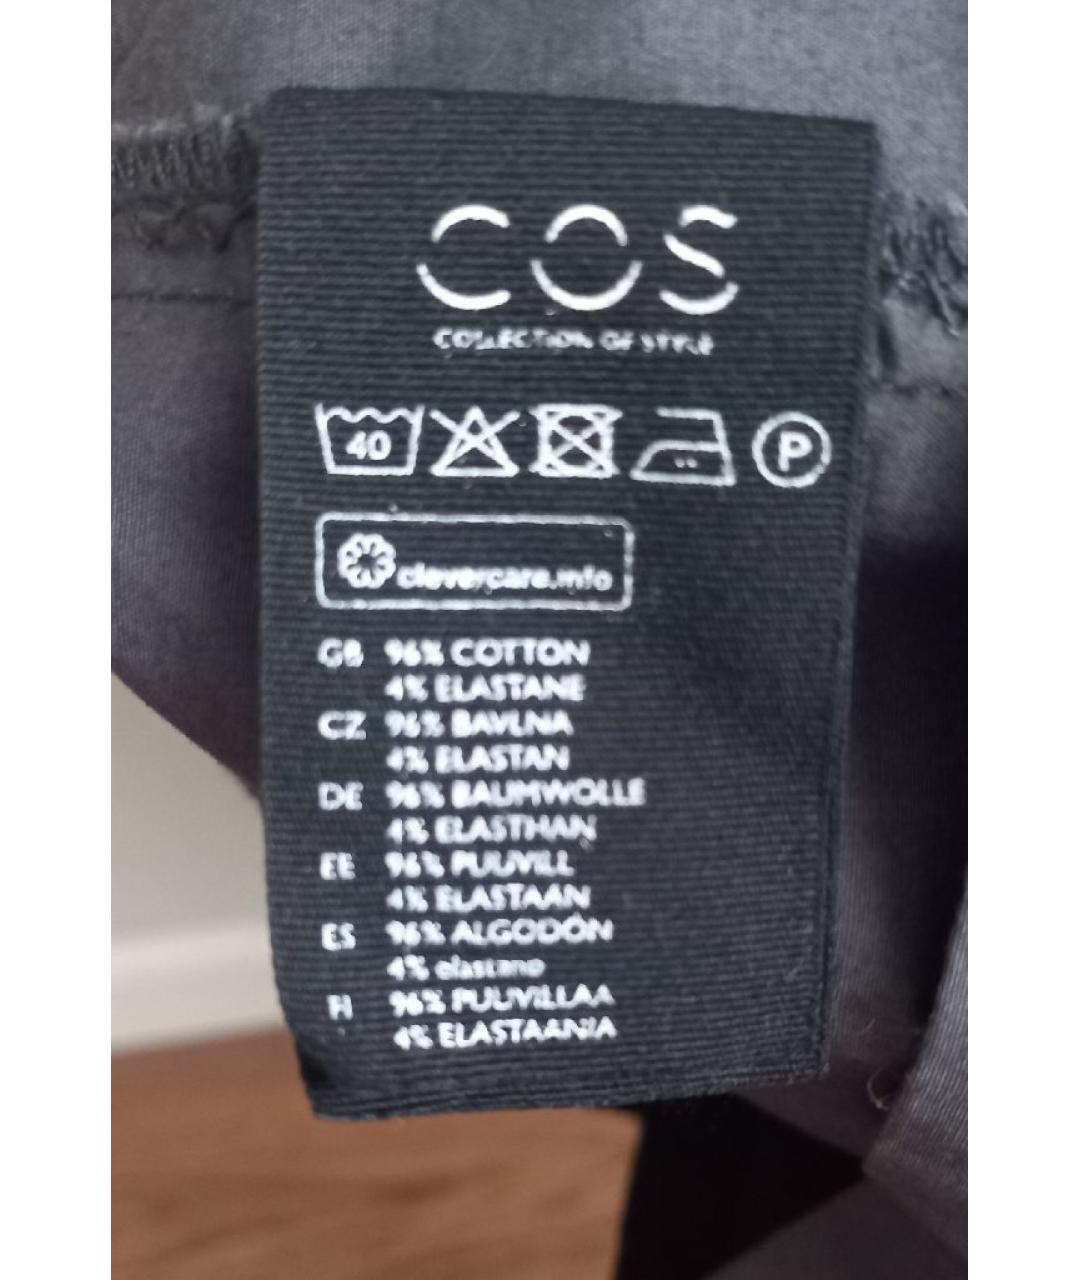 COS
COLLECTION OF STYLE
40
P
clevercare.info
GB 96% COTTON
4% ELASTANE
CZ 96% BAVLNA
4% ELASTAN
DE 96% BAUMWOLLE
4% ELASTHAN
EE 96% PUUVILL
4% ELASTAAN
ES 96% ALGODÓN
4% elastano
FI 96% PUUVILLAA
4% ELASTAANIA